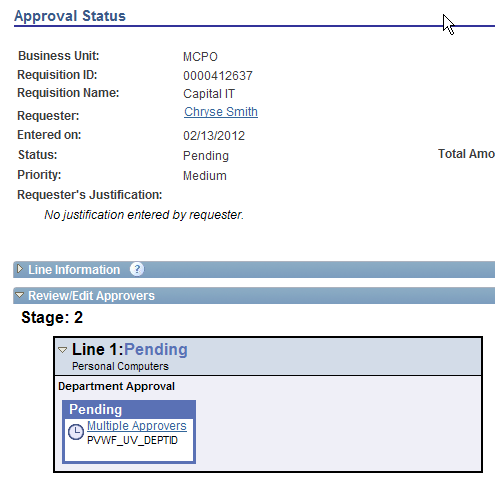 Approval Status
Business Unit: MCPO
Requisition ID: 0000412637
Requisition Name: Capital IT
Requester: Chryse Smith
Entered on: 02/13/2012
Status: Pending Total Amo
Priority: Medium
Requester's Justification:
No justification entered by requester.
Line Information ?
Review/Edit Approvers
Stage: 2
Line 1:Pending
Personal Computers
Department Approval
Pending
Multiple Approvers
PVWF_UV_DEPTID